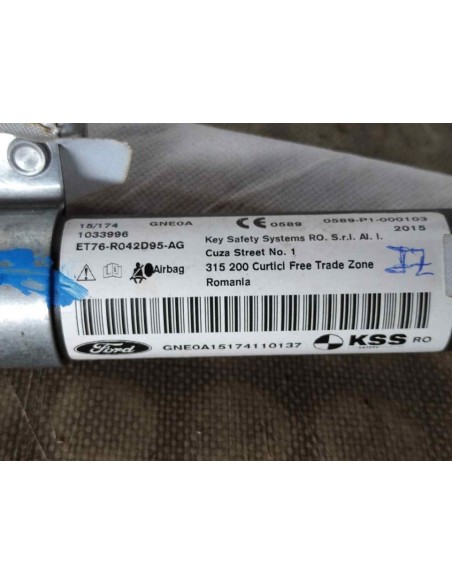 15/174 GNE0A CE 0589 0589-P1-000103
1033996 2015
ET76-R042D95-AG Key Safety Systems RO. S.r.l. Al. I.
Cuza Street No. 1
Airbag 315 200 Curtici Free Trade Zone
Romania
Ford GNE0A15174110137 KSS RO